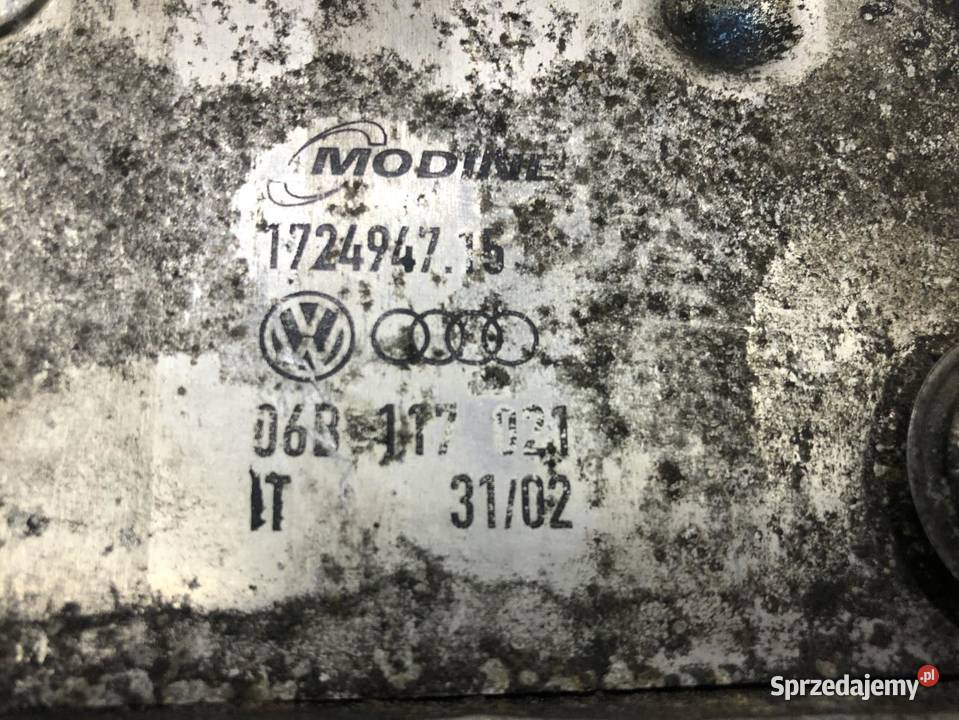 MODINE
1724947.15
06B 117 021
IT 31/02
Sprzedajemy.pl